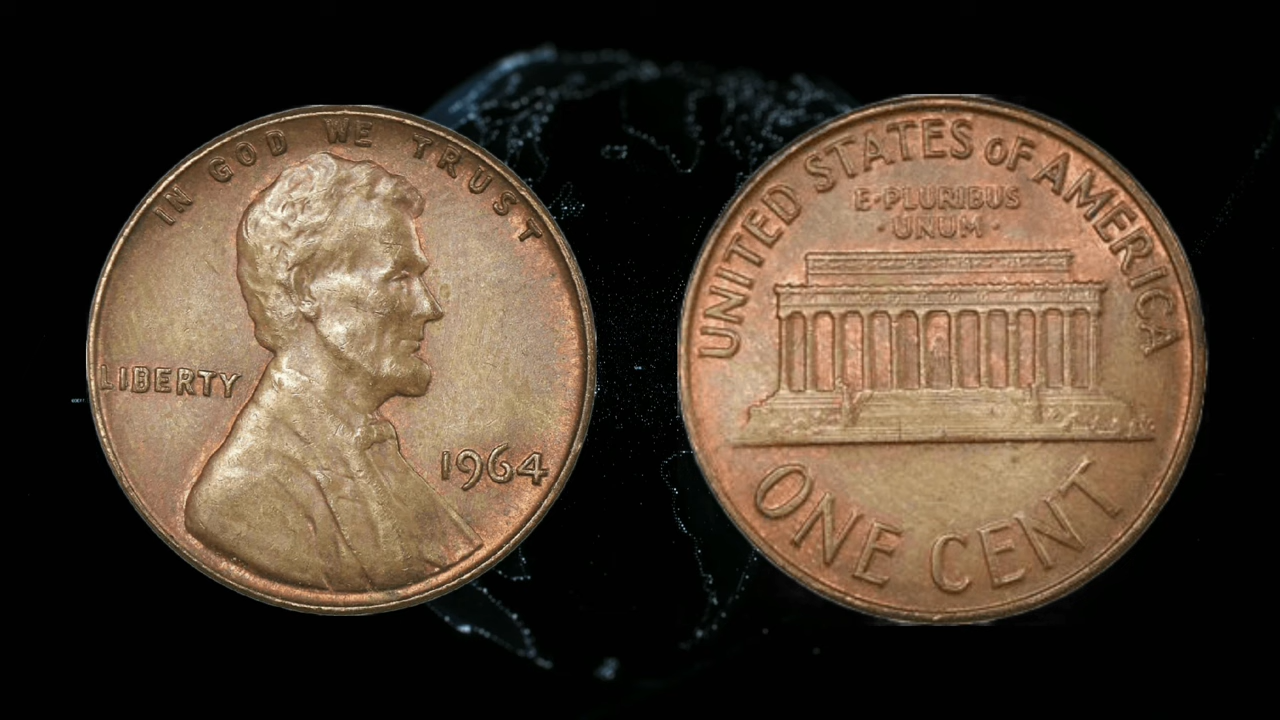 IN GOD WE TRUST
LIBERTY
1964
UNITED STATES OF AMERICA
E·PLURIBUS
·UNUM·
ONE CENT